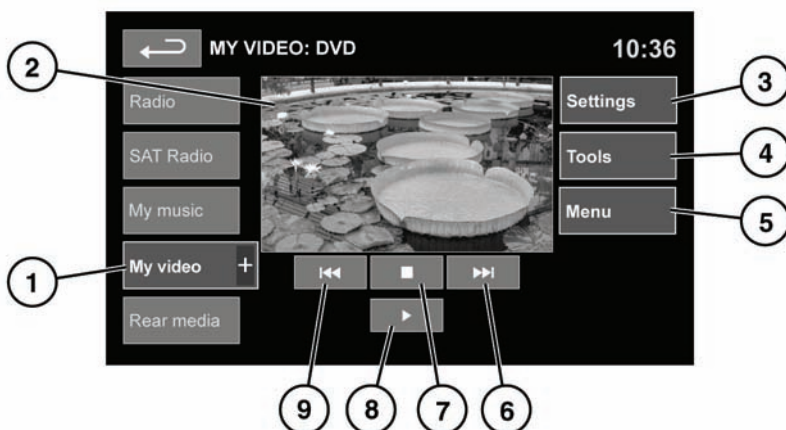 MY VIDEO: DVD 10:36
Radio
SAT Radio
My music
My video +
Rear media
Settings
Tools
Menu
1
2
3
4
5
6
7
8
9